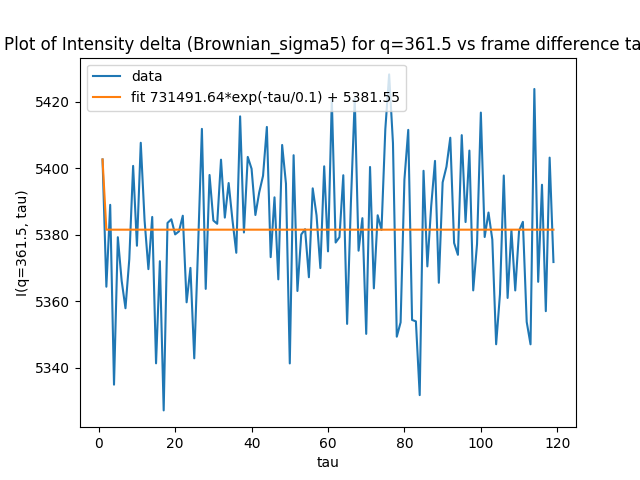 Plot of Intensity delta (Brownian_sigma5) for q=361.5 vs frame difference ta
data
fit 731491.64*exp(-tau/0.1) + 5381.55
I(q=361.5, tau)
5420
5400
5380
5360
5340
0 20 40 60 80 100 120
tau